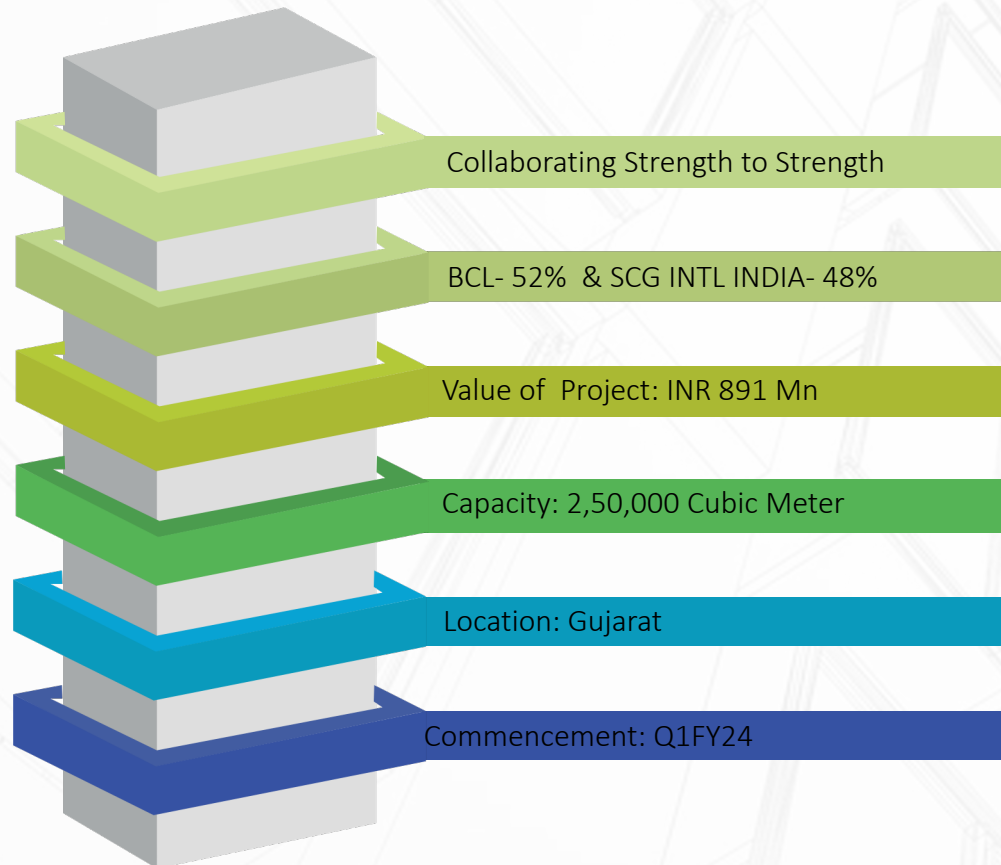 Collaborating Strength to Strength
BCL- 52% & SCG INTL INDIA- 48%
Value of Project: INR 891 Mn
Capacity: 2,50,000 Cubic Meter
Location: Gujarat
Commencement: Q1FY24